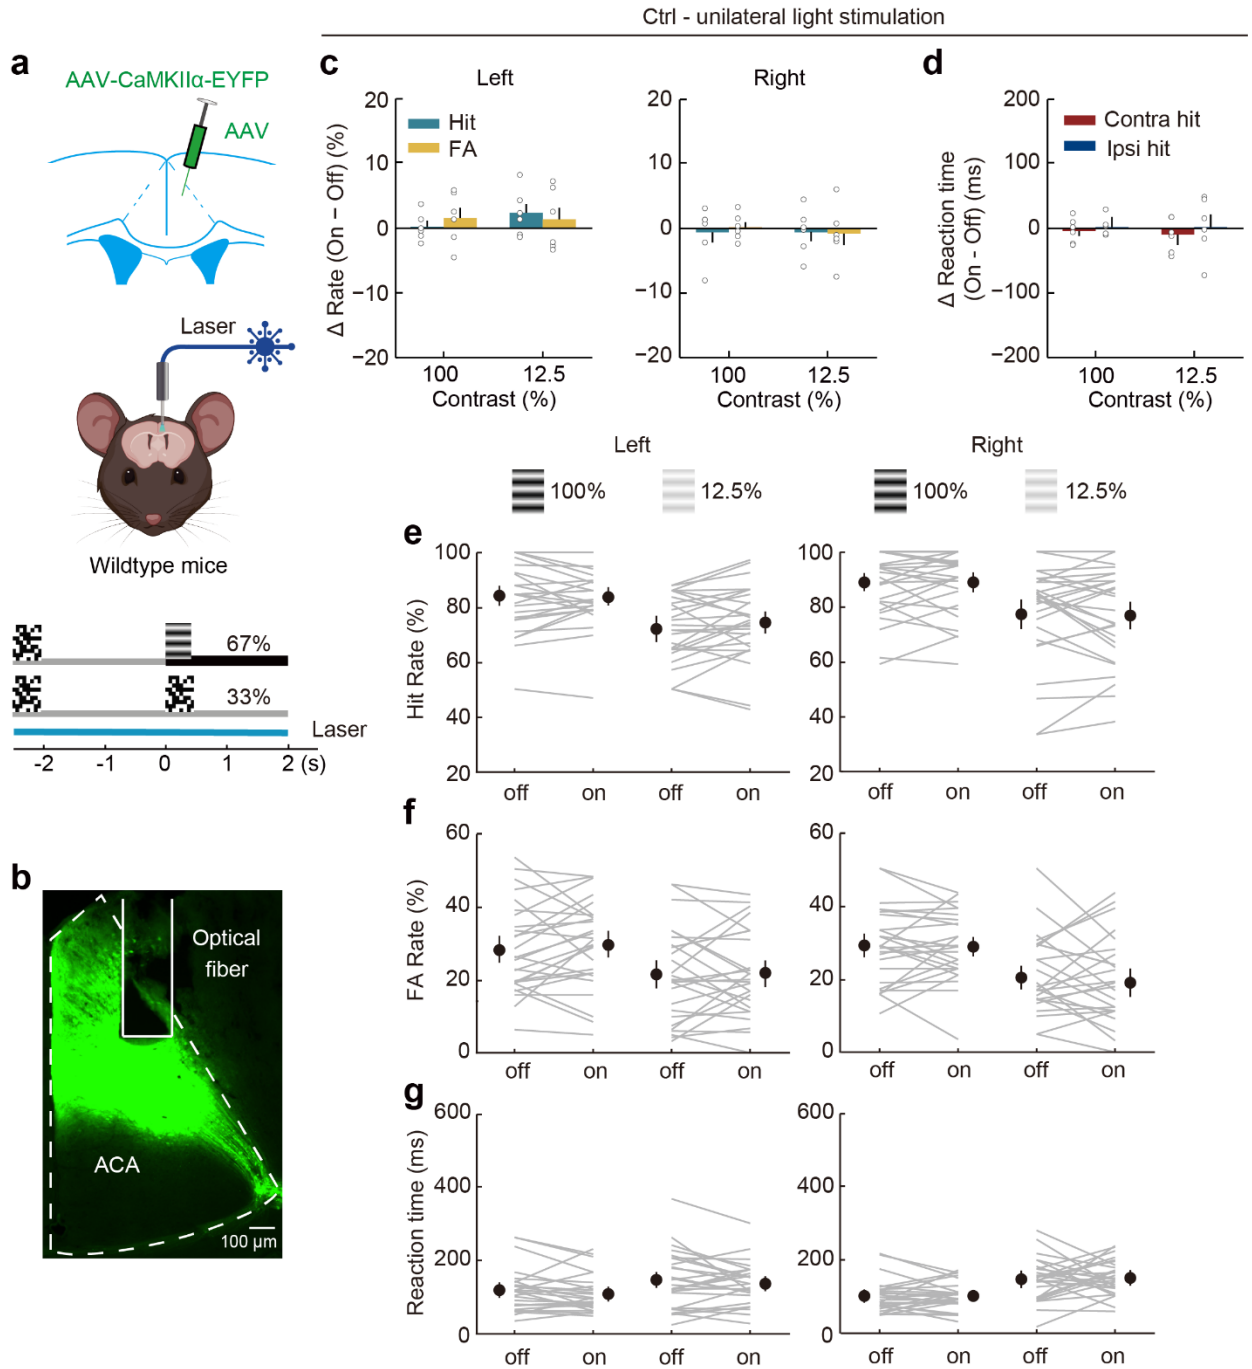 Ctrl - unilateral light stimulation
a
AAV-CaMKIIα-EYFP
AAV
Laser
Wildtype mice
67%
33%
Laser
-2 -1 0 1 2 (s)
b
Optical
fiber
ACA
100 µm
c
Left
Right
Hit
FA
Δ Rate (On − Off) (%)
20
10
0
−10
−20
100 12.5
Contrast (%)
20
10
0
−10
−20
100 12.5
Contrast (%)
d
Contra hit
Ipsi hit
Δ Reaction time
(On - Off) (ms)
200
100
0
−100
−200
100 12.5
Contrast (%)
Left
Right
100%
12.5%
100%
12.5%
e
Hit Rate (%)
100
80
60
40
20
off on off on
100
80
60
40
20
off on off on
f
FA Rate (%)
60
40
20
0
off on off on
60
40
20
0
off on off on
g
Reaction time (ms)
600
400
200
0
off on off on
600
400
200
0
off on off on